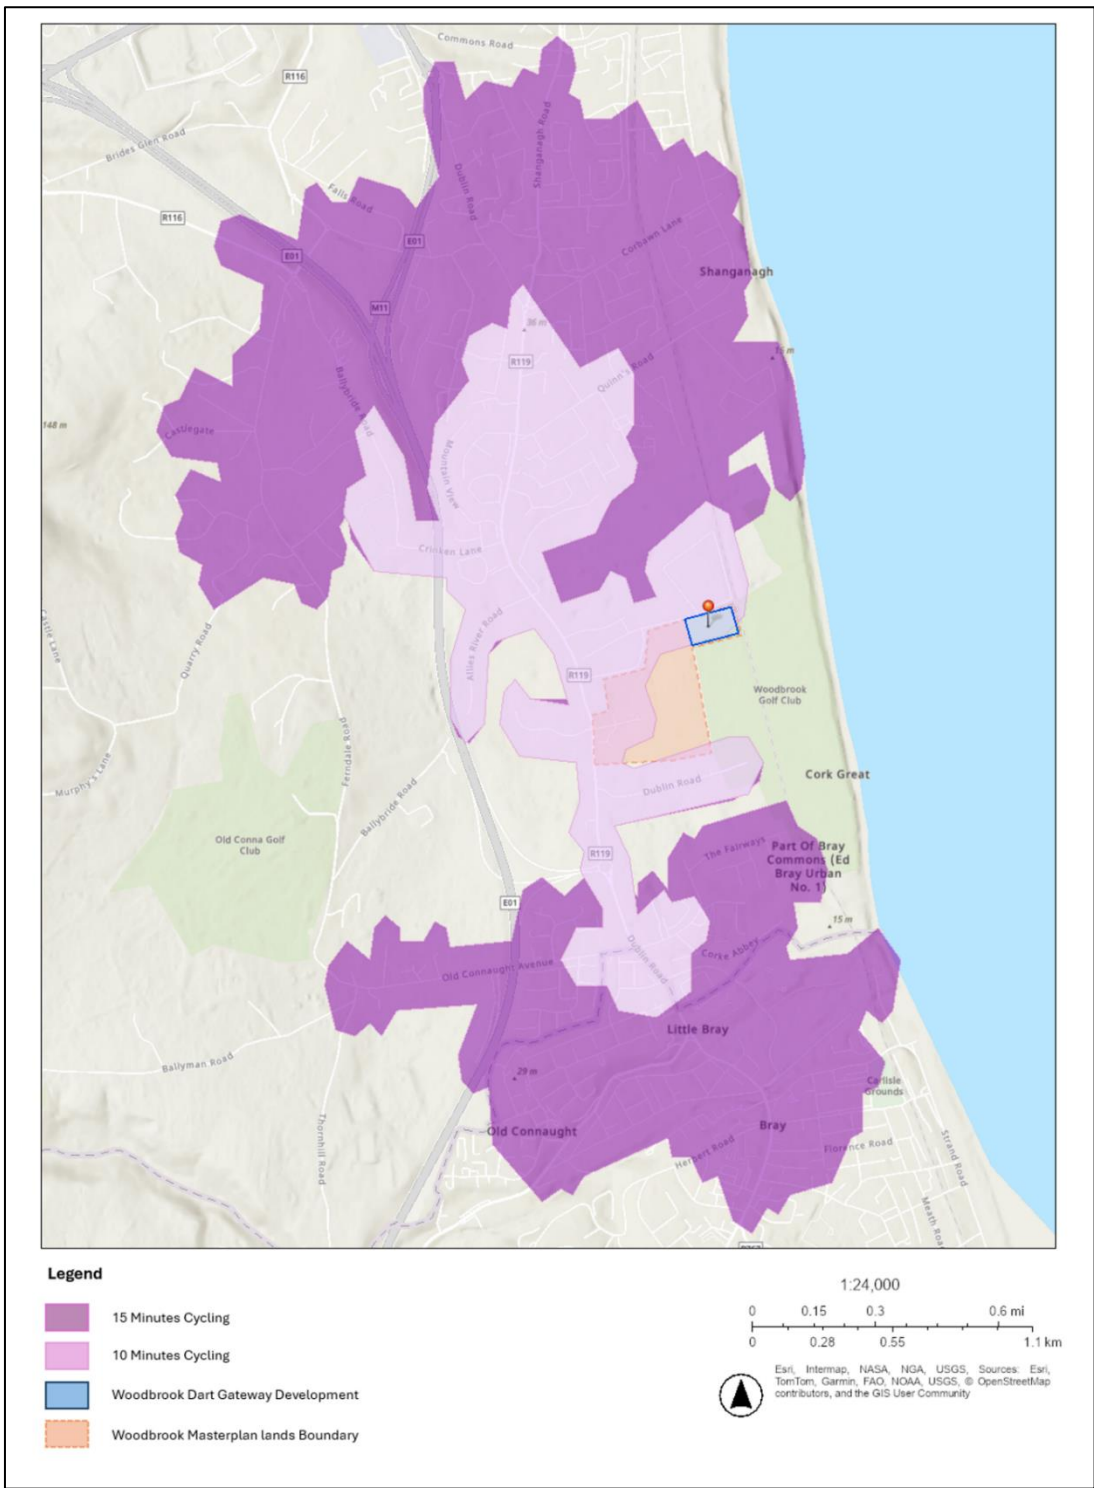 Commons Road
R116
Brides Glen Road
Shanganagh Road
Dublin Road
Falls Road
R116
Corbawn Lane
E01
E01
Shanganagh
M11
36 m
15 m
R119
Quinn's Road
Ballybride Road
148 m
Castlegate
Mountain View
Crinken Lane
Castle Lane
Quarry Road
Allies River Road
R119
Woodbrook
Golf Club
Ferndale Road
Murphy's Lane
Cork Great
Dublin Road
Ballybride Road
Old Conna Golf
Club
The Fairways
Part Of Bray
Commons (Ed
Bray Urban
No. 1)
R119
E01
15 m
Dublin Road
Corke Abbey
Old Connaught Avenue
Little Bray
Ballyman Road
29 m
Carlisle
Grounds
Thornhill Road
Old Connaught
Bray
Herbert Road
Florence Road
Strand Road
Meath Road
Legend
15 Minutes Cycling
10 Minutes Cycling
Woodbrook Dart Gateway Development
Woodbrook Masterplan lands Boundary
1:24,000
0 0.15 0.3 0.6 mi
0 0.28 0.55 1.1 km
Esri, Intermap, NASA, NGA, USGS, Sources: Esri,
TomTom, Garmin, FAO, NOAA, USGS, © OpenStreetMap
contributors, and the GIS User Community